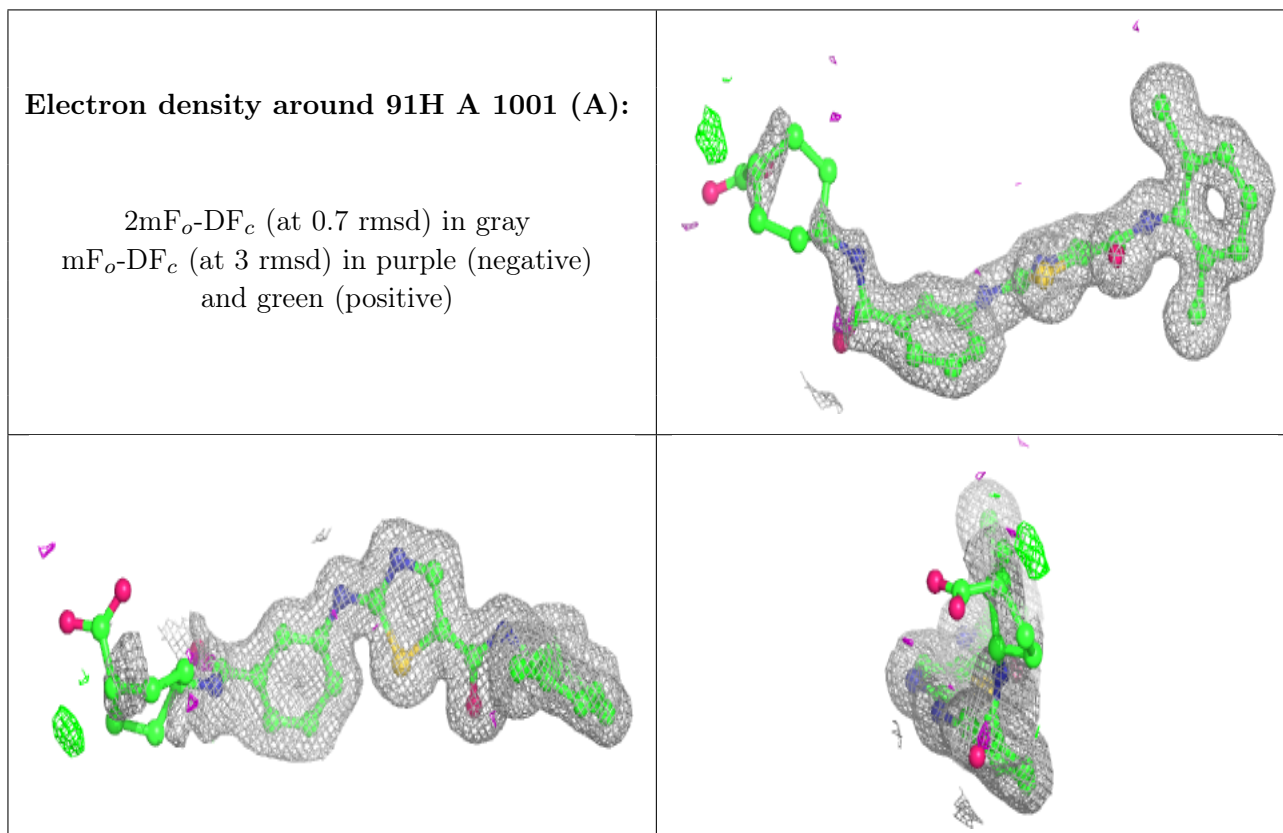 Electron density around 91H A 1001 (A):
2mFₒ-DF𝒸 (at 0.7 rmsd) in gray
mFₒ-DF𝒸 (at 3 rmsd) in purple (negative)
and green (positive)